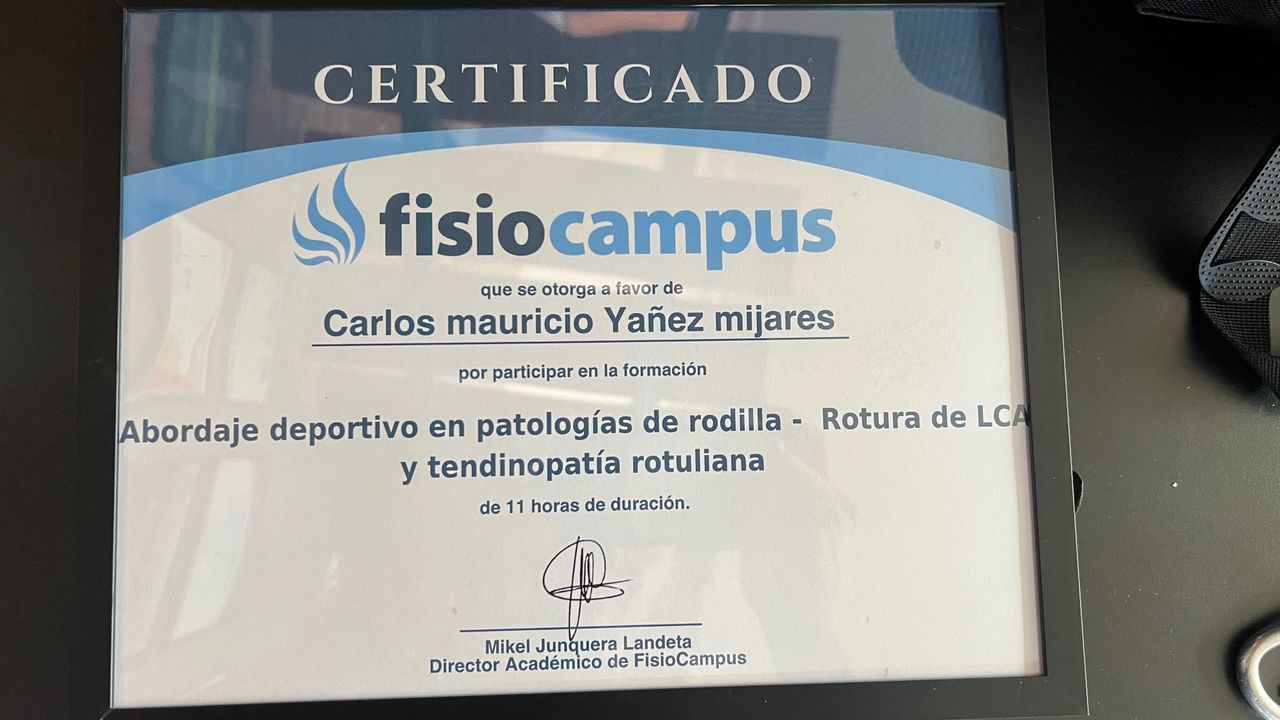 CERTIFICADO
fisiocampus
que se otorga a favor de
Carlos mauricio Yañez mijares
por participar en la formación
Abordaje deportivo en patologías de rodilla - Rotura de LCA
y tendinopatía rotuliana
de 11 horas de duración.
Mikel Junquera Landeta
Director Académico de FisioCampus